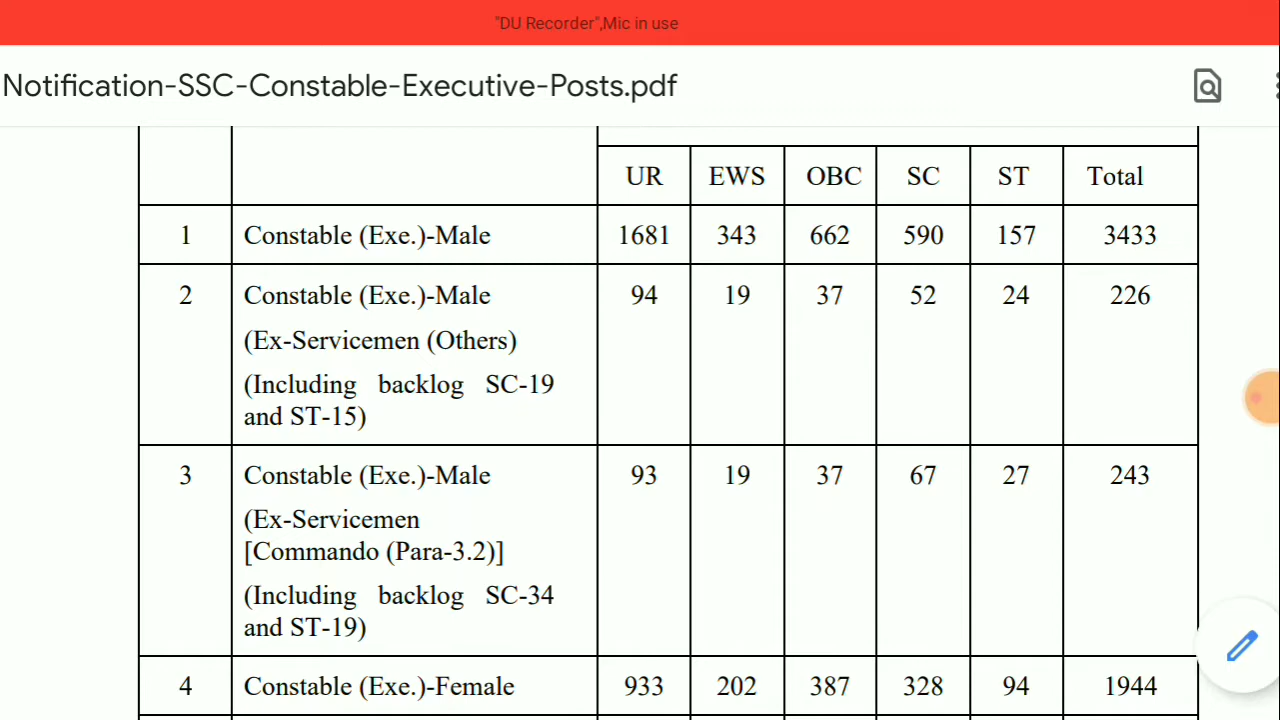 "DU Recorder",Mic in use
Notification-SSC-Constable-Executive-Posts.pdf
UR EWS OBC SC ST Total
1 Constable (Exe.)-Male 1681 343 662 590 157 3433
2 Constable (Exe.)-Male 94 19 37 52 24 226
(Ex-Servicemen (Others)
(Including backlog SC-19
and ST-15)
3 Constable (Exe.)-Male 93 19 37 67 27 243
(Ex-Servicemen
[Commando (Para-3.2)]
(Including backlog SC-34
and ST-19)
4 Constable (Exe.)-Female 933 202 387 328 94 1944